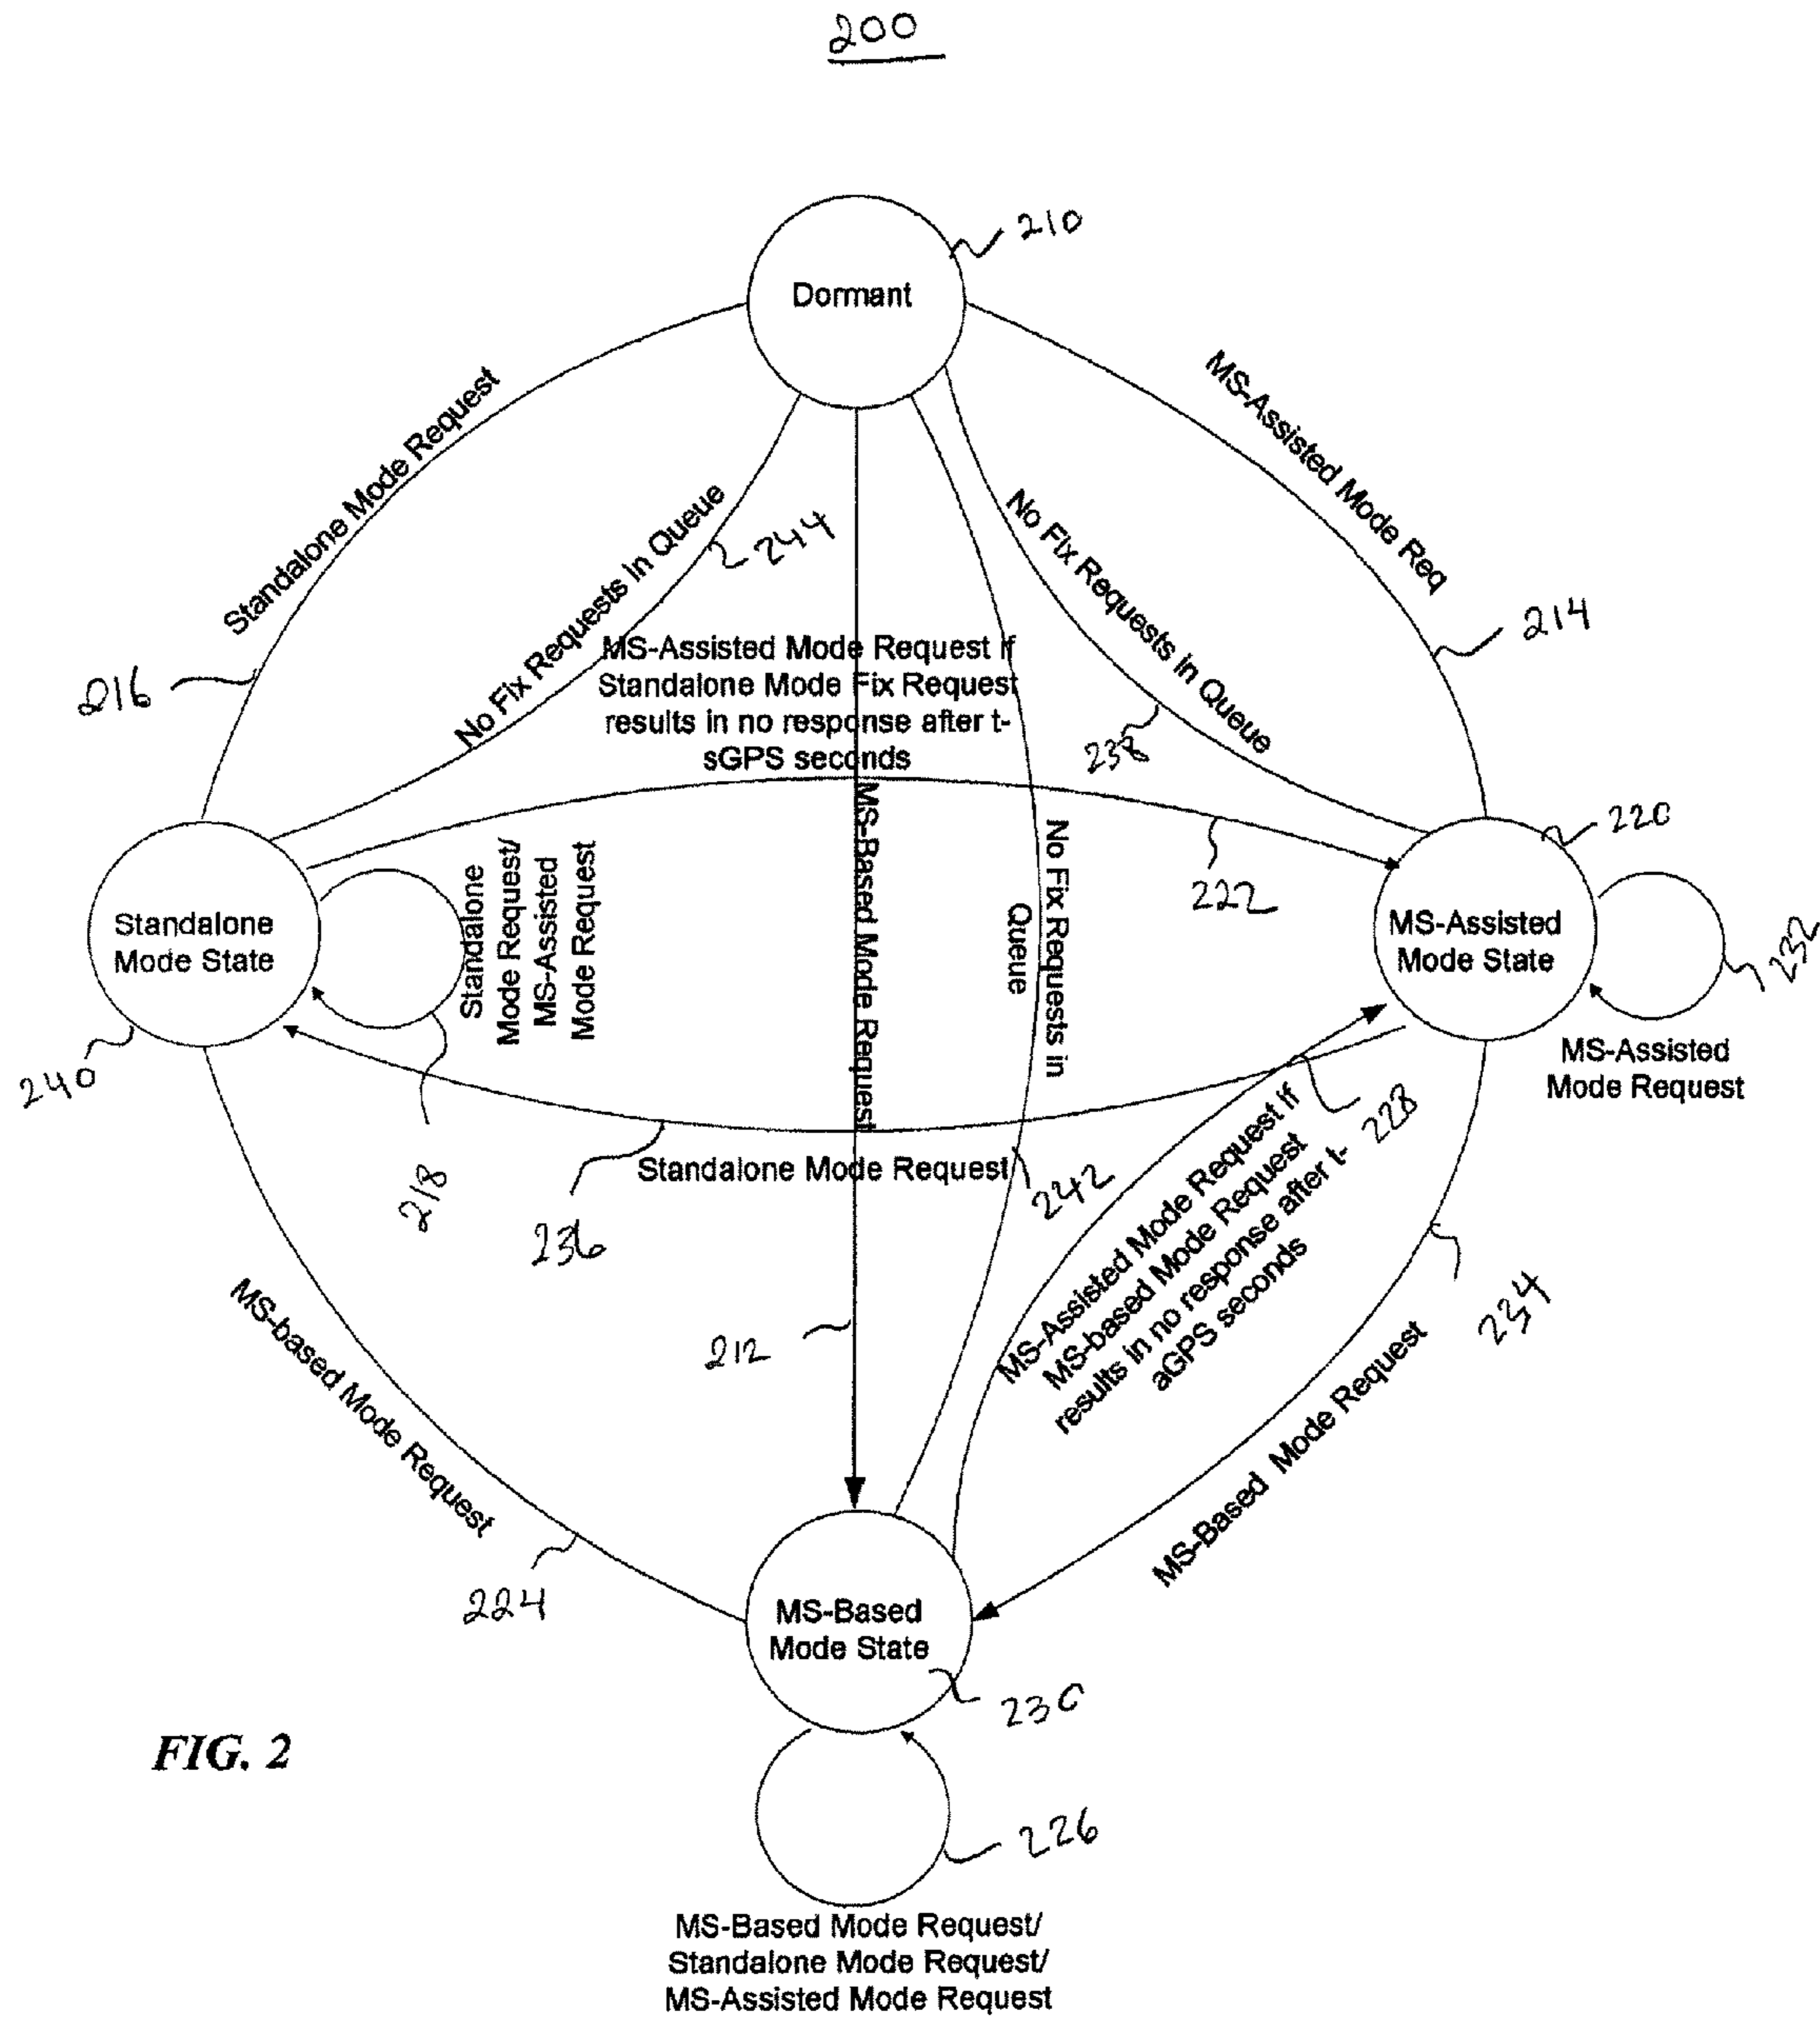 200
210
Dormant
Standalone Mode Request
216
No Fix Requests in Queue
244
MS-Assisted Mode Req
214
No Fix Requests in Queue
238
MS-Assisted Mode Request if
Standalone Mode Fix Request
results in no response after t-
sGPS seconds
222
220
MS-Assisted
Mode State
232
MS-Assisted
Mode Request
Standalone
Mode State
240
Standalone
Mode Request/
MS-Assisted
Mode Request
218
MS-Based Mode Request
212
No Fix Requests in
Queue
242
Standalone Mode Request
236
228
MS-Assisted Mode Request if
MS-based Mode Request
results in no response after t-
aGPS seconds
234
MS-Based Mode Request
MS-based Mode Request
224
MS-Based
Mode State
230
FIG. 2
226
MS-Based Mode Request/
Standalone Mode Request/
MS-Assisted Mode Request